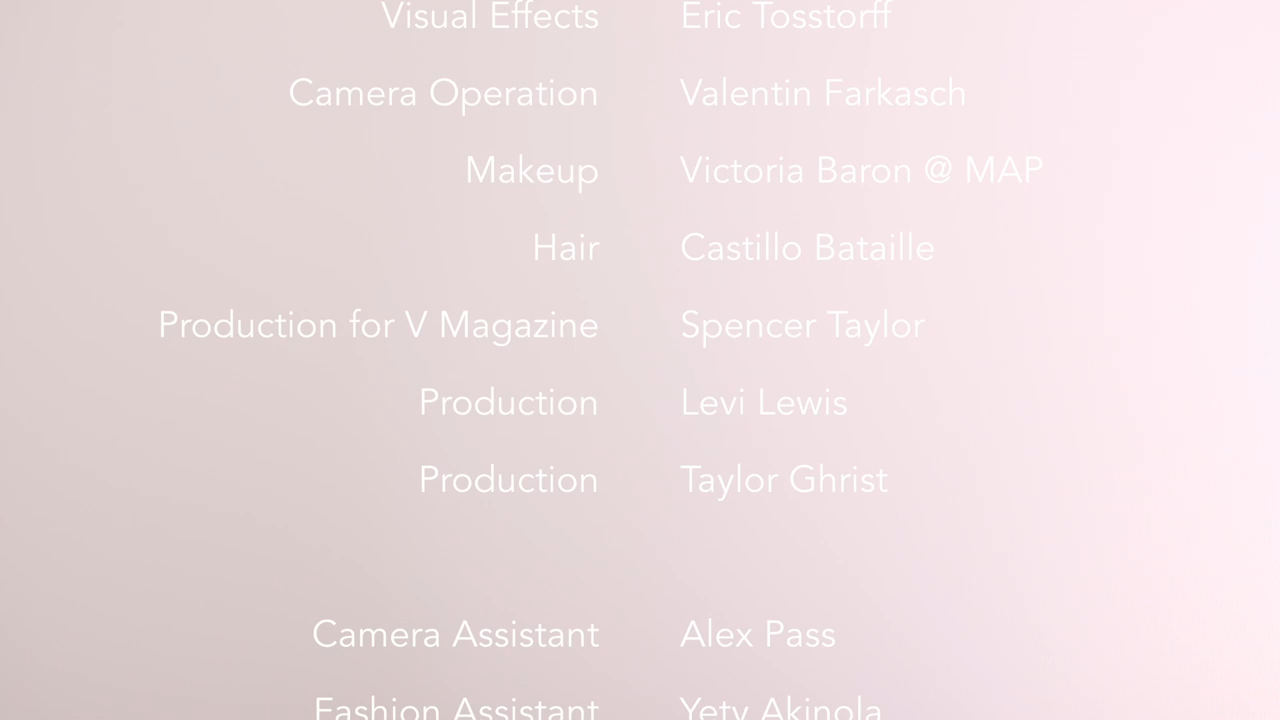 Visual Effects Eric Tosstorff
Camera Operation Valentin Farkasch
Makeup Victoria Baron @ MAP
Hair Castillo Bataille
Production for V Magazine Spencer Taylor
Production Levi Lewis
Production Taylor Ghrist
Camera Assistant Alex Pass
Fashion Assistant Yety Akinola